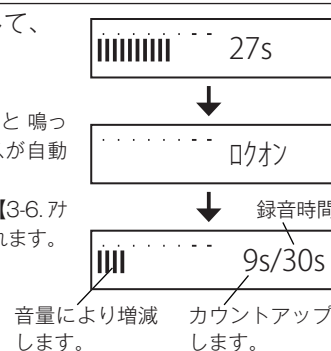 して、
27s
と 鳴っ
が自動
ロクオン
【3-6. アナ
れます。
録音時間
9s/30s
音量により増減
します。
カウントアップ
します。